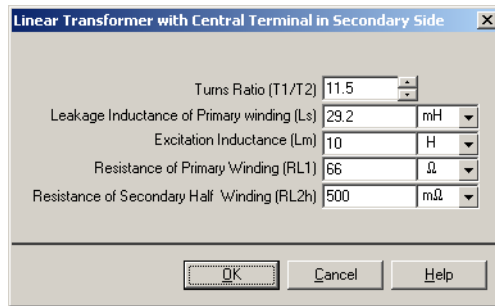 Linear Transformer with Central Terminal in Secondary Side
Turns Ratio (T1/T2) 11.5
Leakage Inductance of Primary winding (Ls) 29.2 mH
Excitation Inductance (Lm) 10 H
Resistance of Primary Winding (RL1) 66 Ω
Resistance of Secondary Half Winding (RL2h) 500 mΩ
OK Cancel Help